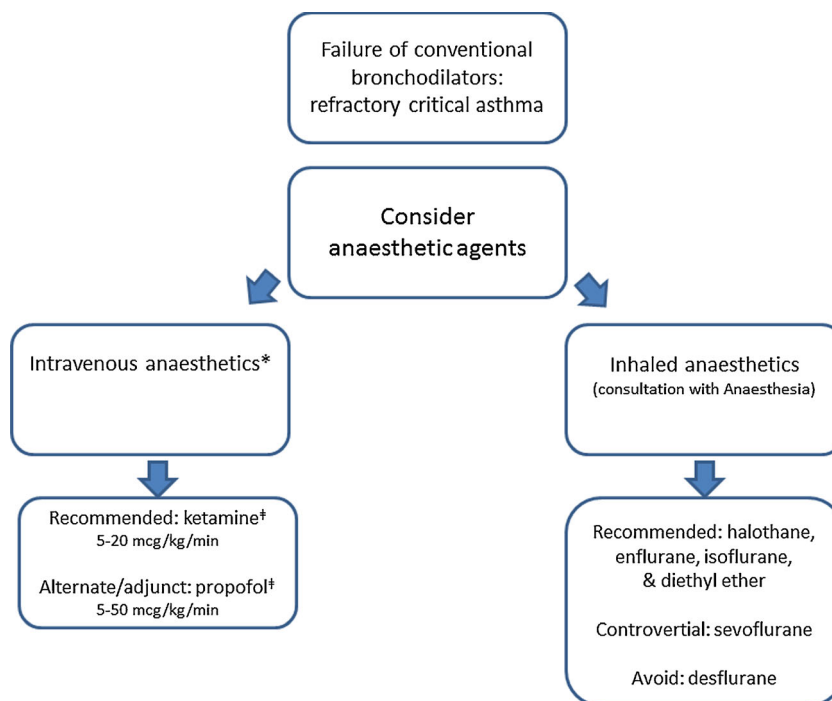 Failure of conventional
bronchodilators:
refractory critical asthma
Consider
anaesthetic agents
Intravenous anaesthetics*
Inhaled anaesthetics
(consultation with Anaesthesia)
Recommended: ketamine‡
5-20 mcg/kg/min
Alternate/adjunct: propofol‡
5-50 mcg/kg/min
Recommended: halothane,
enflurane, isoflurane,
& diethyl ether
Controvertial: sevoflurane
Avoid: desflurane